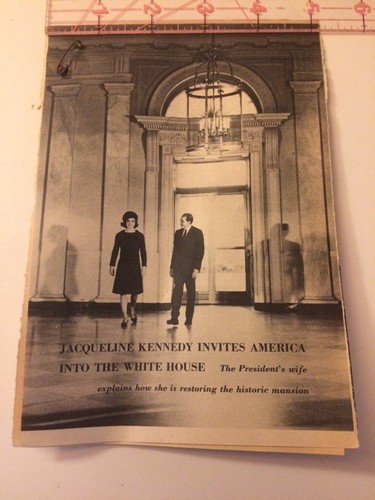 JACQUELINE KENNEDY INVITES AMERICA
INTO THE WHITE HOUSE The President's wife
explains how she is restoring the historic mansion